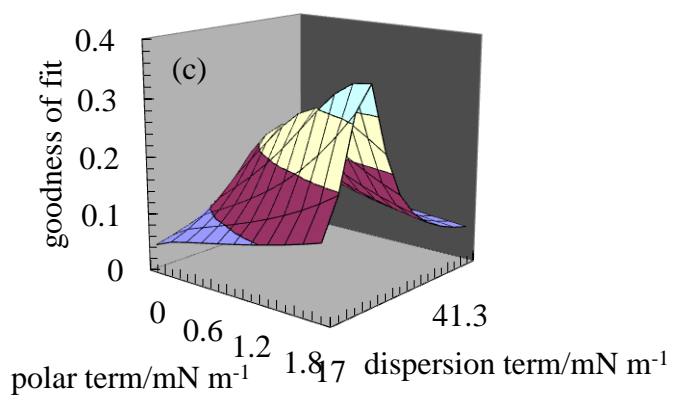 0.4
(c)
0.3
0.2
0.1
0
goodness of fit
0
0.6
1.2
1.8
17
41.3
polar term/mN m-1
dispersion term/mN m-1